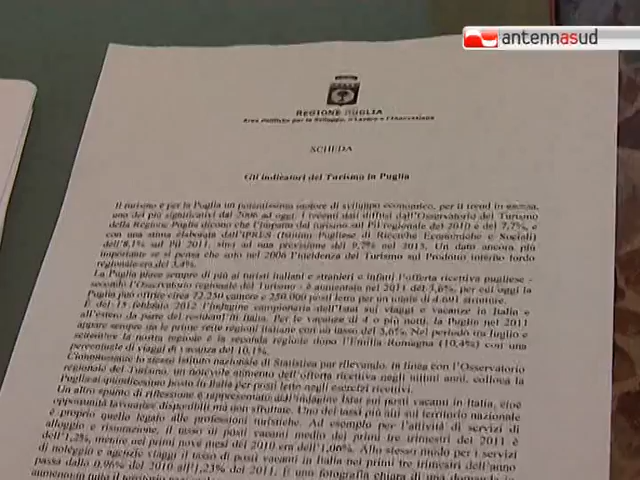 antennasud
REGIONE PUGLIA
Area Politiche per lo Sviluppo, il Lavoro e l'Innovazione
SCHEDA
Gli indicatori del Turismo in Puglia
Il turismo è per la Puglia un potentissimo motore di sviluppo economico, per il trend in ascesa,
uno dei più significativi dal 2006 ad oggi. I recenti dati diffusi dall'Osservatorio del Turismo
della Regione Puglia dicono che l'impatto del turismo sul Pil regionale del 2010 è del 7,7%, e
con una stima elaborata dall'IPRES (Istituto Pugliese di Ricerche Economiche e Sociali)
dell'8,1% sul Pil 2011, sino ad una previsione del 9,7% nel 2015. Un dato ancora più
importante se si pensa che solo nel 2006 l'incidenza del Turismo sul Prodotto interno lordo
regionale era del 3,4%.
La Puglia piace sempre di più ai turisti italiani e stranieri e infatti l'offerta ricettiva pugliese -
secondo l'Osservatorio regionale del Turismo - è aumentata nel 2011 del 3,6%, per cui oggi la
Puglia può offrire circa 72.250 camere e 250.000 posti letto per un totale di 4.691 strutture.
È del 15 febbraio 2012 l'indagine campionaria dell'Istat sui viaggi e vacanze in Italia e
all'estero da parte dei residenti in Italia. Per le vacanze di 4 o più notti, la Puglia nel 2011
appare sempre tra le prime sette regioni italiane con un tasso del 5,6%. Nel periodo tra luglio e
settembre la nostra regione è la seconda regione dopo l'Emilia Romagna (10,4%) con una
percentuale di viaggi di vacanza del 10,1%.
lo stesso Istituto nazionale di Statistica pur rilevando, in linea con l'Osservatorio
regionale del Turismo, un notevole aumento dell'offerta ricettiva negli ultimi anni, colloca la
Puglia al quindicesimo posto in Italia per posti letto negli esercizi ricettivi.
Un altro spunto di riflessione è rappresentato dall'indagine Istat sui posti vacanti in Italia, cioè
opportunità lavorative disponibili ma non sfruttate. Uno dei tassi più alti sul territorio nazionale
è proprio quello legato alle professioni turistiche. Ad esempio per l'attività di servizi di
alloggio e ristorazione, il tasso di posti vacanti medio dei primi tre trimestri del 2011 è
dell'1,2%, mentre nei primi nove mesi del 2010 era dell'1,06%. Allo stesso modo per i servizi
di noleggio e agenzie viaggi il tasso di posti vacanti in Italia nei primi tre trimestri dell'anno
passa dallo 0,96% del 2010 all'1,23% del 2011. È una fotografia chiara di una domanda in
aumento in tutto il territorio